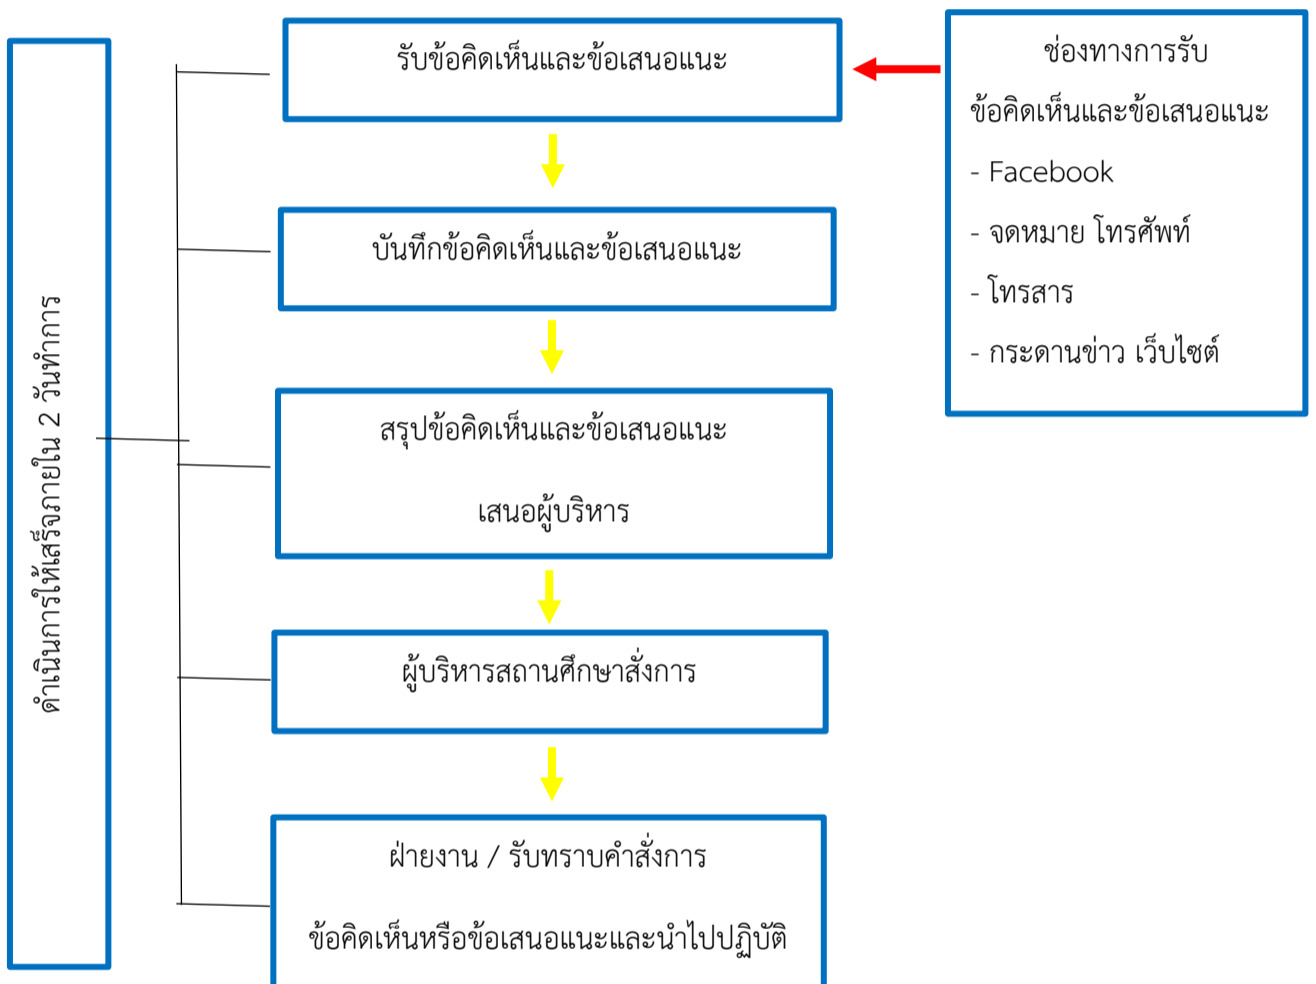 รับข้อคิดเห็นและข้อเสนอแนะ
ช่องทางการรับ
ข้อคิดเห็นและข้อเสนอแนะ
- Facebook
- จดหมาย โทรศัพท์
- โทรสาร
- กระดานข่าว เว็บไซต์
บันทึกข้อคิดเห็นและข้อเสนอแนะ
สรุปข้อคิดเห็นและข้อเสนอแนะ
เสนอผู้บริหาร
ผู้บริหารสถานศึกษาสั่งการ
ฝ่ายงาน / รับทราบคำสั่งการ
ข้อคิดเห็นหรือข้อเสนอแนะและนำไปปฏิบัติ
ดำเนินการให้เสร็จภายใน 2 วันทำการ